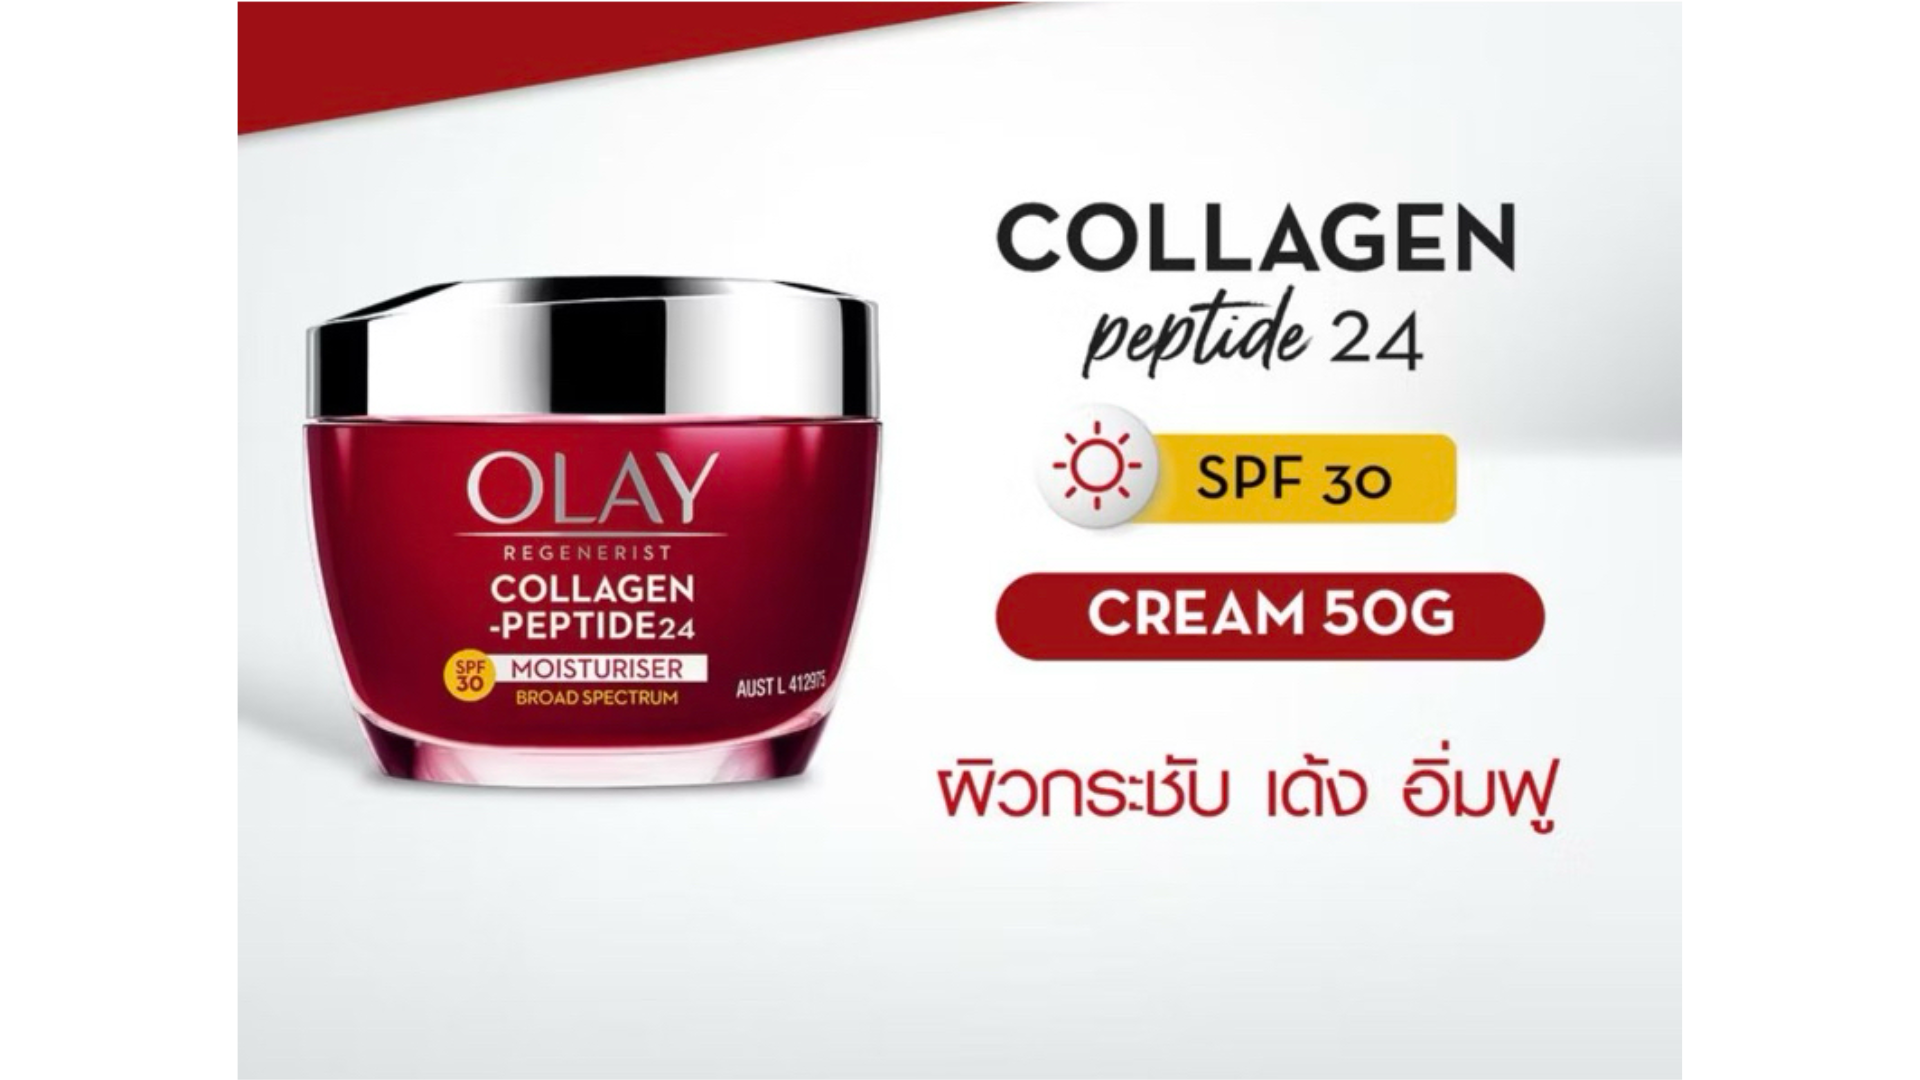 OLAY
REGENERIST
COLLAGEN
-PEPTIDE24
SPF
30
MOISTURISER
BROAD SPECTRUM
AUST L 412975
COLLAGEN
peptide 24
SPF 30
CREAM 50G
ผิวกระชับ เด้ง อิ่มฟู